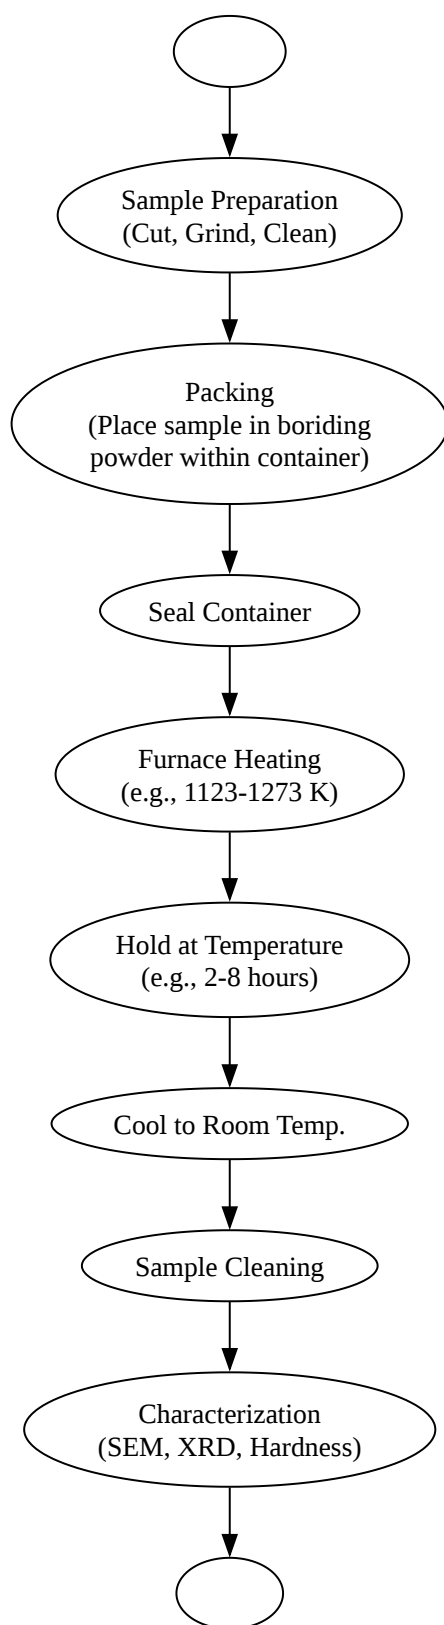 Sample Preparation
(Cut, Grind, Clean)
Packing
(Place sample in boriding
powder within container)
Seal Container
Furnace Heating
(e.g., 1123-1273 K)
Hold at Temperature
(e.g., 2-8 hours)
Cool to Room Temp.
Sample Cleaning
Characterization
(SEM, XRD, Hardness)